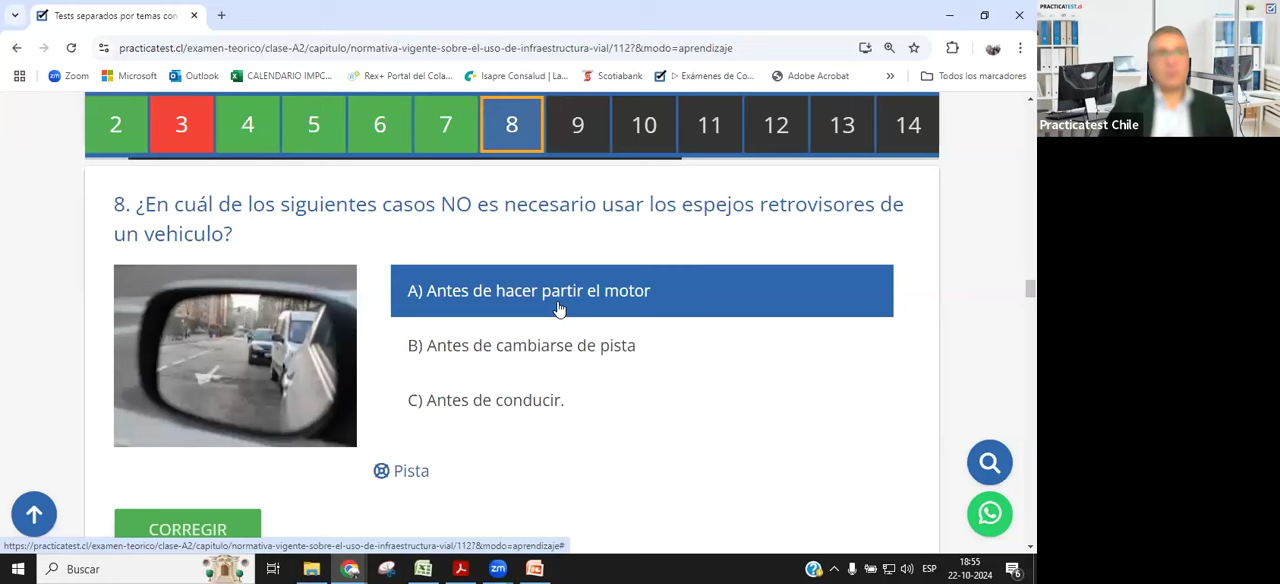 Tests separados por temas con
practicatest.cl/examen-teorico/clase-A2/capitulo/normativa-vigente-sobre-el-uso-de-infraestructura-vial/112?&modo=aprendizaje
Zoom
Microsoft
Outlook
CALENDARIO IMPC...
Rex+ Portal del Cola...
Isapre Consalud | La...
Scotiabank
▷ Exámenes de Co...
Adobe Acrobat
»
Todos los marcadores
PRACTICATEST.cl
Practicatest Chile
2 3 4 5 6 7 8 9 10 11 12 13 14
8. ¿En cuál de los siguientes casos NO es necesario usar los espejos retrovisores de
un vehiculo?
A) Antes de hacer partir el motor
B) Antes de cambiarse de pista
C) Antes de conducir.
Pista
CORREGIR
https://practicatest.cl/examen-teorico/clase-A2/capitulo/normativa-vigente-sobre-el-uso-de-infraestructura-vial/112?&modo=aprendizaje#
Buscar
ESP
18:55
22-10-2024
6